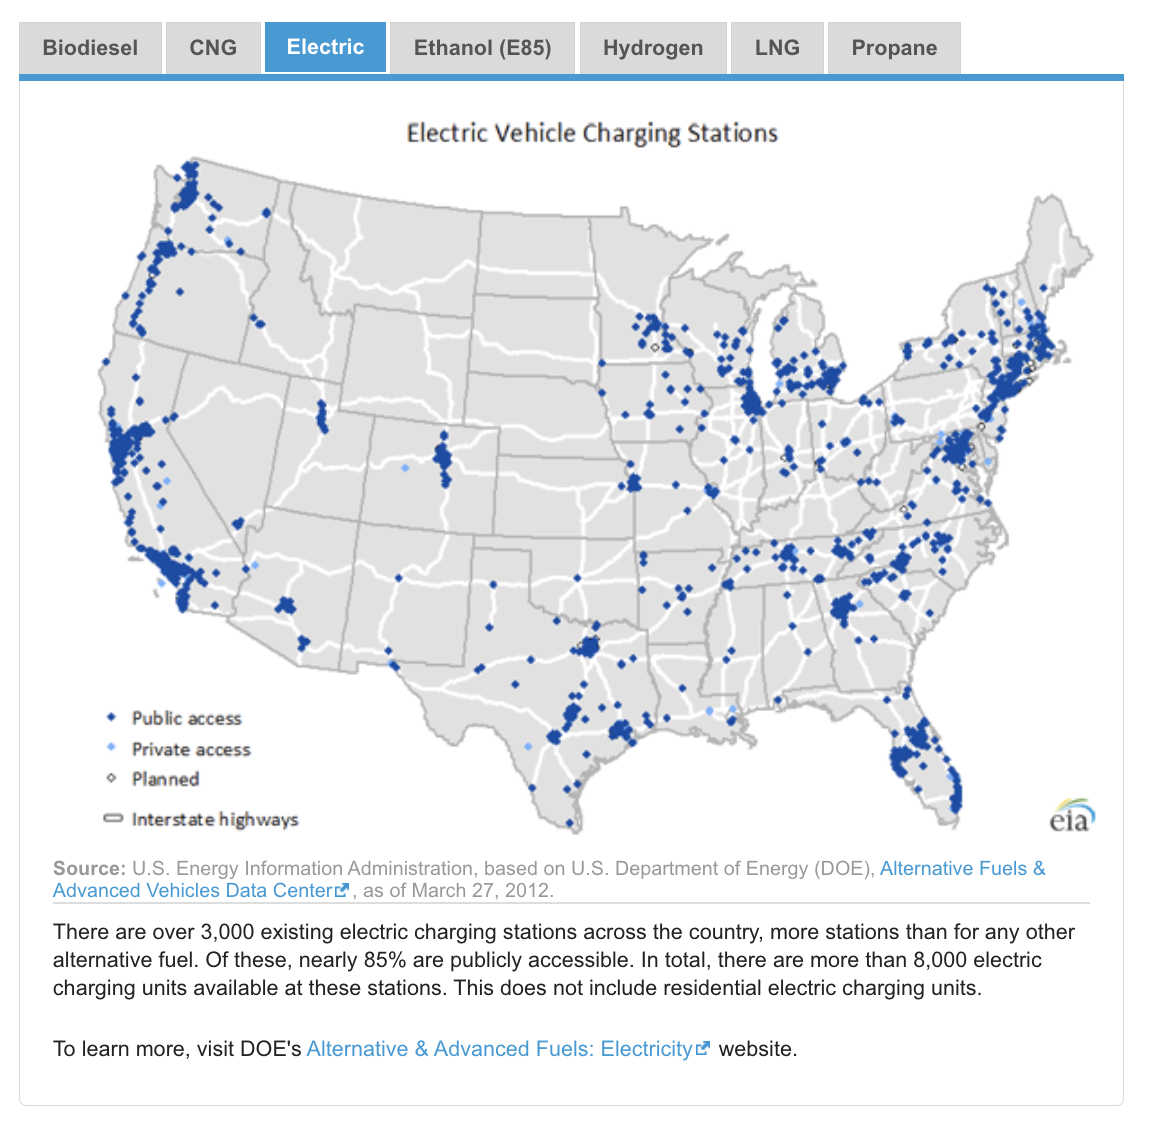 Biodiesel CNG Electric Ethanol (E85) Hydrogen LNG Propane
Electric Vehicle Charging Stations
Public access
Private access
Planned
Interstate highways
eia
Source: U.S. Energy Information Administration, based on U.S. Department of Energy (DOE), Alternative Fuels &
Advanced Vehicles Data Center, as of March 27, 2012.
There are over 3,000 existing electric charging stations across the country, more stations than for any other
alternative fuel. Of these, nearly 85% are publicly accessible. In total, there are more than 8,000 electric
charging units available at these stations. This does not include residential electric charging units.
To learn more, visit DOE's Alternative & Advanced Fuels: Electricity website.